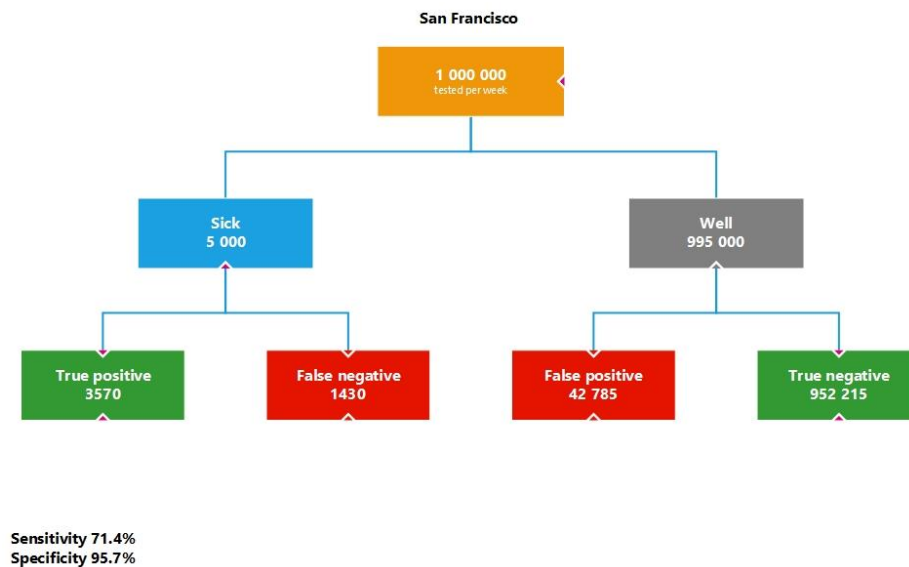 San Francisco
1 000 000
tested per week
Sick
5 000
Well
995 000
True positive
3570
False negative
1430
False positive
42 785
True negative
952 215
Sensitivity 71.4%
Specificity 95.7%